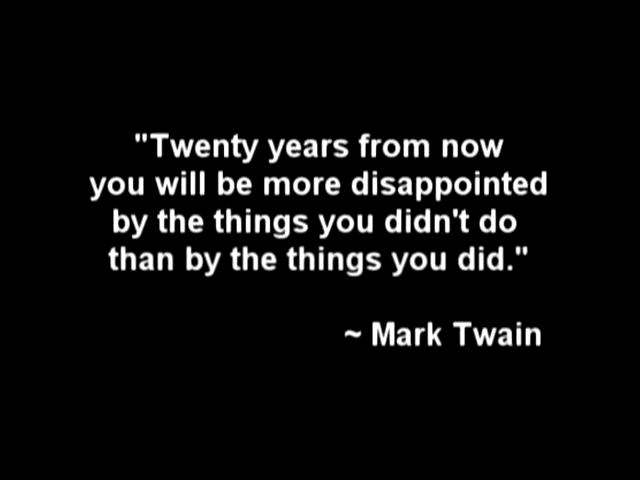 "Twenty years from now
you will be more disappointed
by the things you didn't do
than by the things you did."
~ Mark Twain